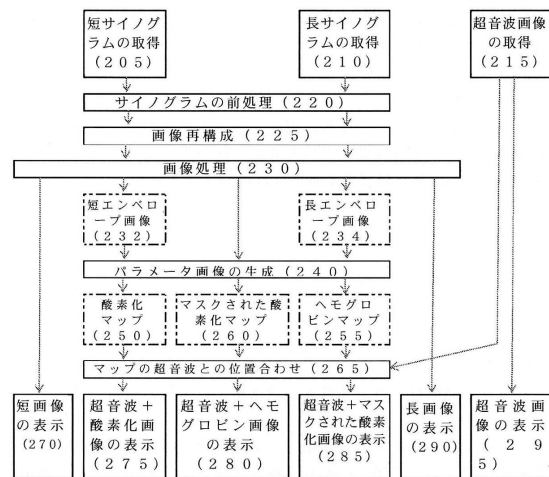 短サイノグ
ラムの取得
(205)
長サイノグ
ラムの取得
(210)
超音波画像
の取得
(215)
サイノグラムの前処理(220)
画像再構成(225)
画像処理(230)
短エンベロ
ープ画像
(232)
長エンベロ
ープ画像
(234)
パラメータ画像の生成(240)
酸素化
マップ
(250)
マスクされた酸
素化マップ
(260)
ヘモグロ
ビンマップ
(255)
マップの超音波との位置合わせ(265)
短画像
の表示
(270)
超音波+
酸素化画
像の表示
(275)
超音波+ヘモ
グロビン画像
の表示
(280)
超音波+マス
クされた酸素
化画像の表示
(285)
長画像
の表示
(290)
超音波画
像の表示
(29
5)